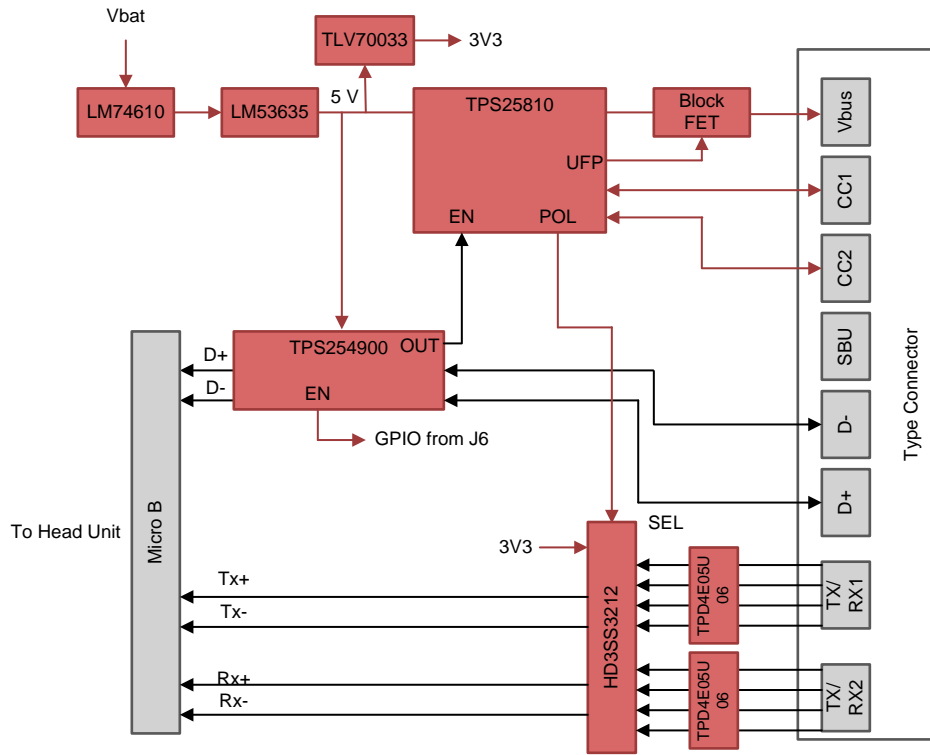 Vbat
TLV70033
3V3
LM74610
LM53635
5 V
TPS25810
Block
FET
UFP
EN
POL
Vbus
CC1
CC2
SBU
D-
D+
Type Connector
TPS254900
OUT
EN
D+
D-
GPIO from J6
To Head Unit
Micro B
SEL
3V3
HD3SS3212
Tx+
Tx-
Rx+
Rx-
TPD4E05U
06
TX/
RX1
TPD4E05U
06
TX/
RX2